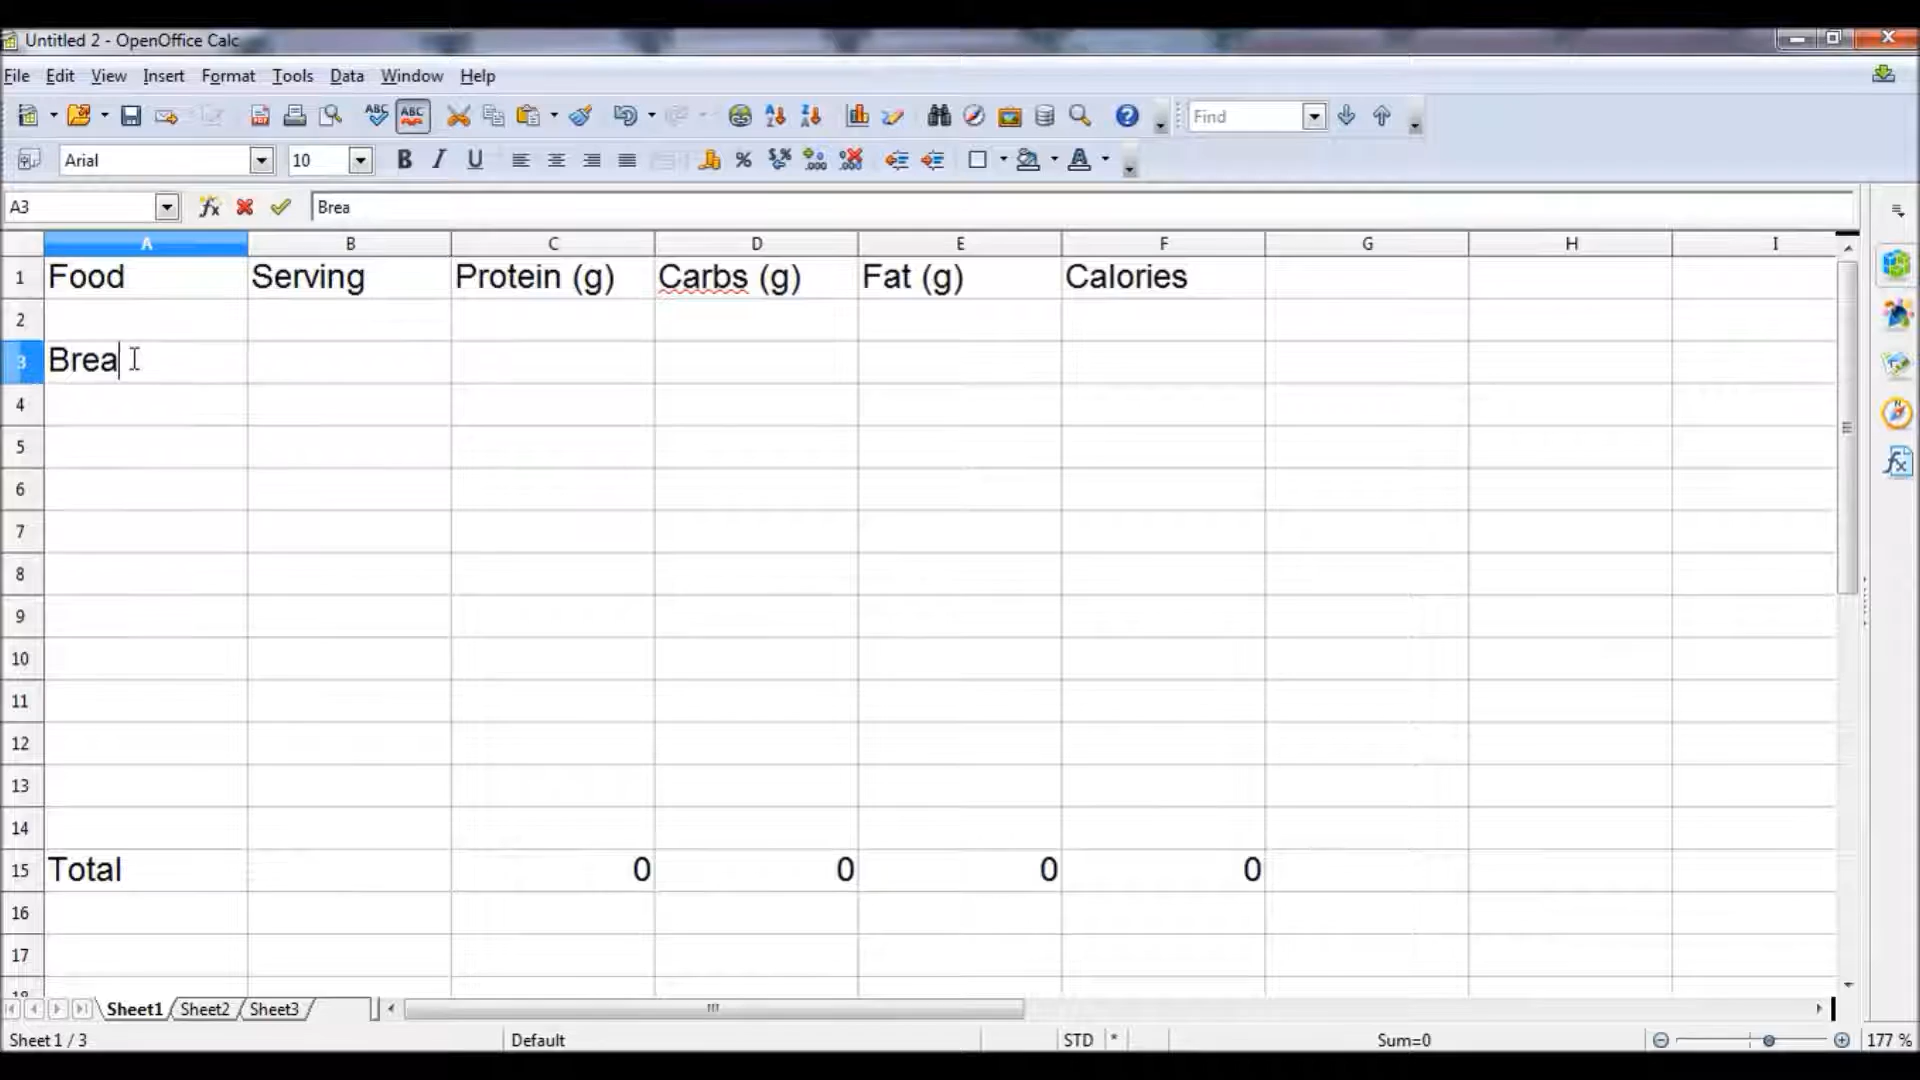 Untitled 2 - OpenOffice Calc
File Edit View Insert Format Tools Data Window Help
ABC ABC Find
Arial 10 B I U
A3 Brea
A B C D E F G H I
1 Food Serving Protein (g) Carbs (g) Fat (g) Calories
2
3 Brea
4
5
6
7
8
9
10
11
12
13
14
15 Total 0 0 0 0
16
17
18
Sheet1 Sheet2 Sheet3
Sheet 1 / 3 Default STD * Sum=0 177 %